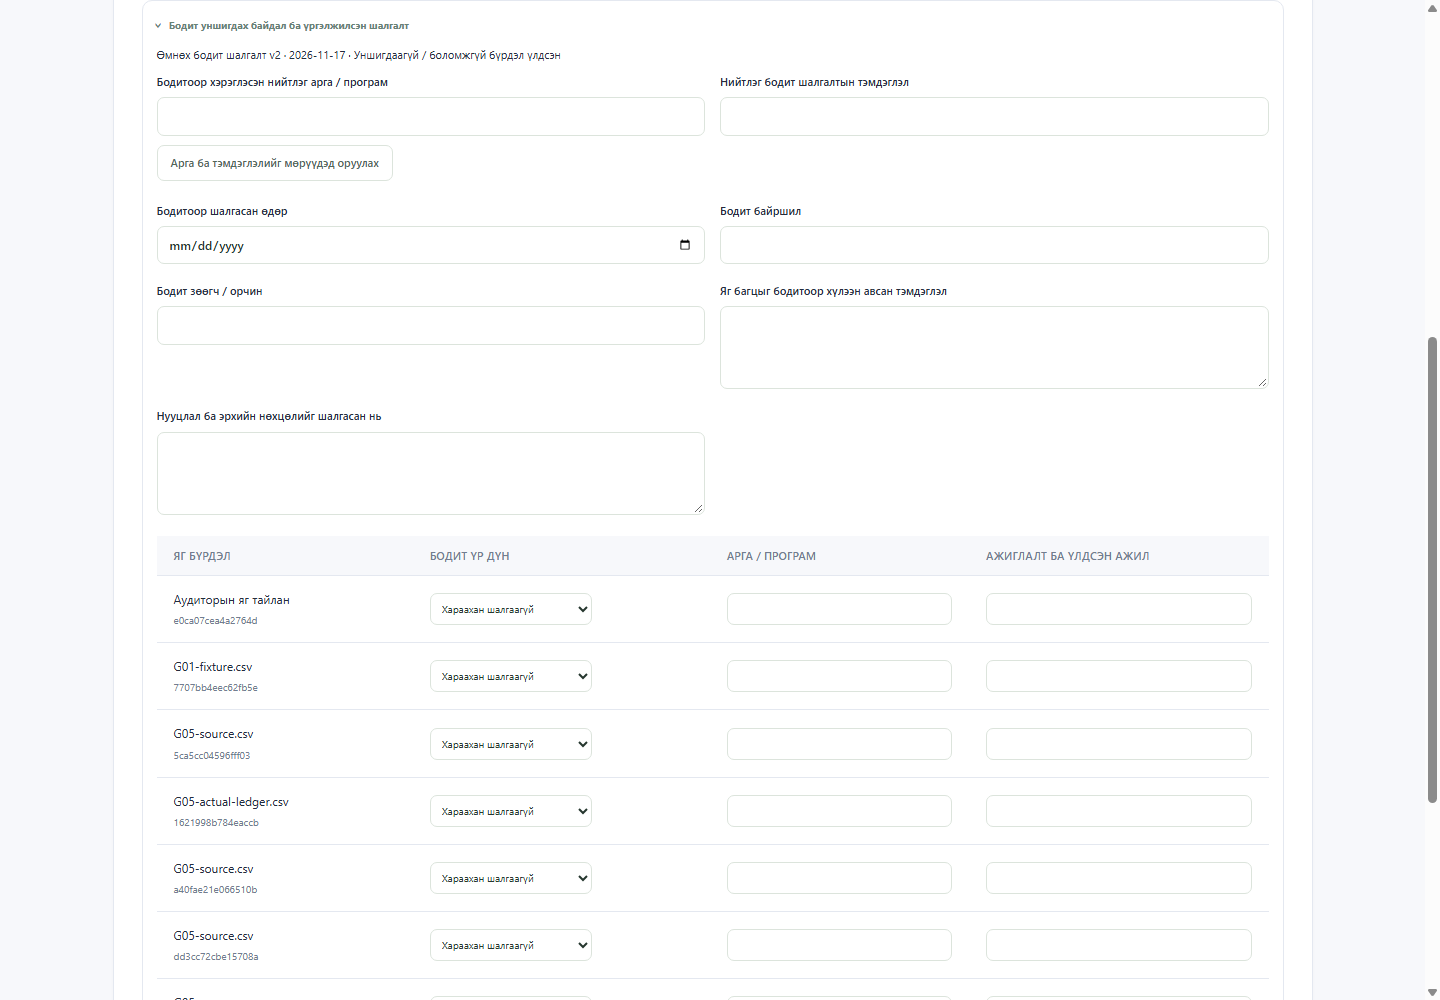 Бодит уншигдах байдал ба үргэлжилсэн шалгалт
Өмнөх бодит шалгалт v2 · 2026-11-17 · Уншигдаагүй / боломжгүй бүрдэл үлдсэн
Бодитоор хэрэглэсэн нийтлэг арга / програм
Нийтлэг бодит шалгалтын тэмдэглэл
Арга ба тэмдэглэлийг мөрүүдэд оруулах
Бодитоор шалгасан өдөр
Бодит байршил
mm/dd/yyyy
Бодит зөөгч / орчин
Яг багцыг бодитоор хүлээн авсан тэмдэглэл
Нууцлал ба эрхийн нөхцөлийг шалгасан нь
ЯГ БҮРДЭЛ БОДИТ ҮР ДҮН АРГА / ПРОГРАМ АЖИГЛАЛТ БА ҮЛДСЭН АЖИЛ
Аудиторын яг тайлан
e0ca07cea4a2764d
Хараахан шалгаагүй
G01-fixture.csv
7707bb4eec62fb5e
Хараахан шалгаагүй
G05-source.csv
5ca5cc04596fff03
Хараахан шалгаагүй
G05-actual-ledger.csv
1621998b784eaccb
Хараахан шалгаагүй
G05-source.csv
a40fae21e066510b
Хараахан шалгаагүй
G05-source.csv
dd3cc72cbe15708a
Хараахан шалгаагүй